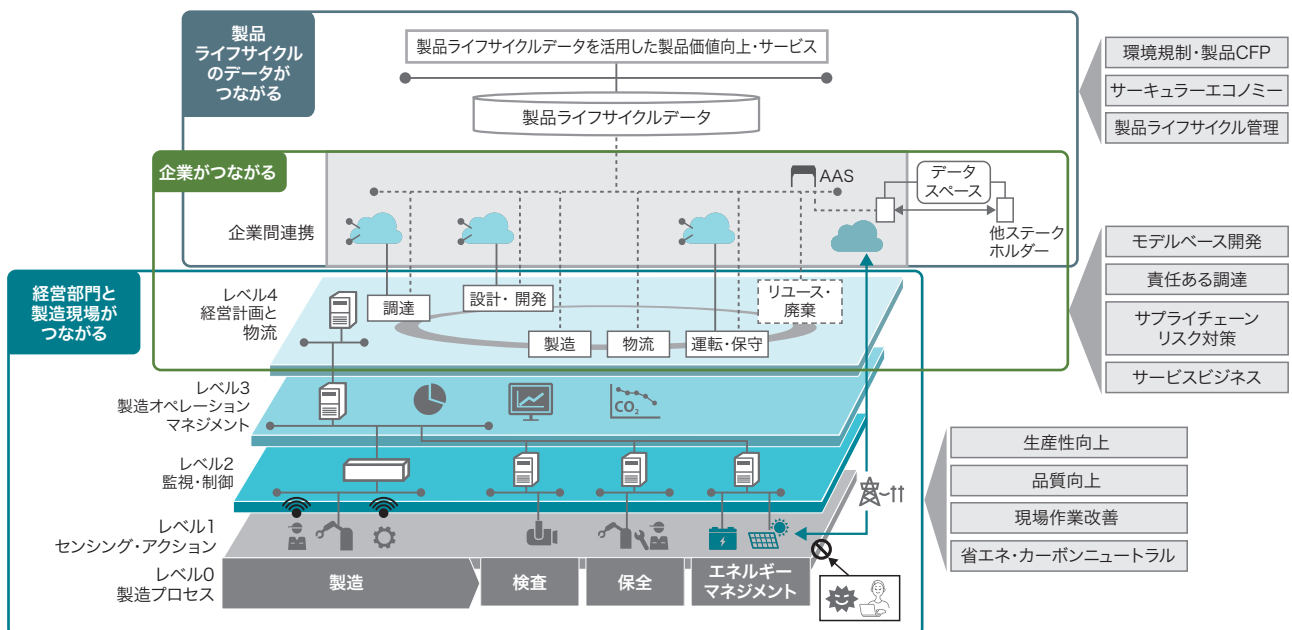 製品
ライフサイクル
のデータが
つながる
製品ライフサイクルデータを活用した製品価値向上・サービス
製品ライフサイクルデータ
環境規制・製品CFP
サーキュラーエコノミー
製品ライフサイクル管理
企業がつながる
AAS
データ
スペース
企業間連携
他ステーク
ホルダー
モデルベース開発
責任ある調達
サプライチェーン
リスク対策
サービスビジネス
経営部門と
製造現場が
つながる
レベル4
経営計画と
物流
調達
設計・開発
リユース・
廃棄
製造
物流
運転・保守
レベル3
製造オペレーション
マネジメント
CO2
レベル2
監視・制御
生産性向上
品質向上
現場作業改善
省エネ・カーボンニュートラル
レベル1
センシング・アクション
レベル0
製造プロセス
製造
検査
保全
エネルギー
マネジメント